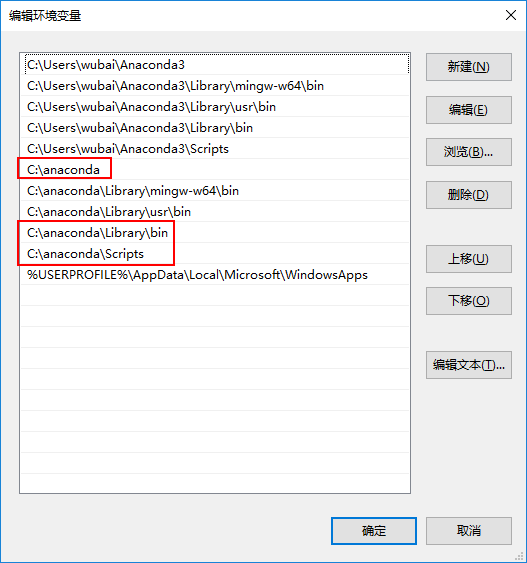 编辑环境变量
C:\Users\wubai\Anaconda3
C:\Users\wubai\Anaconda3\Library\mingw-w64\bin
C:\Users\wubai\Anaconda3\Library\usr\bin
C:\Users\wubai\Anaconda3\Library\bin
C:\Users\wubai\Anaconda3\Scripts
C:\anaconda
C:\anaconda\Library\mingw-w64\bin
C:\anaconda\Library\usr\bin
C:\anaconda\Library\bin
C:\anaconda\Scripts
%USERPROFILE%\AppData\Local\Microsoft\WindowsApps
新建(N)
编辑(E)
浏览(B)...
删除(D)
上移(U)
下移(O)
编辑文本(T)...
确定
取消